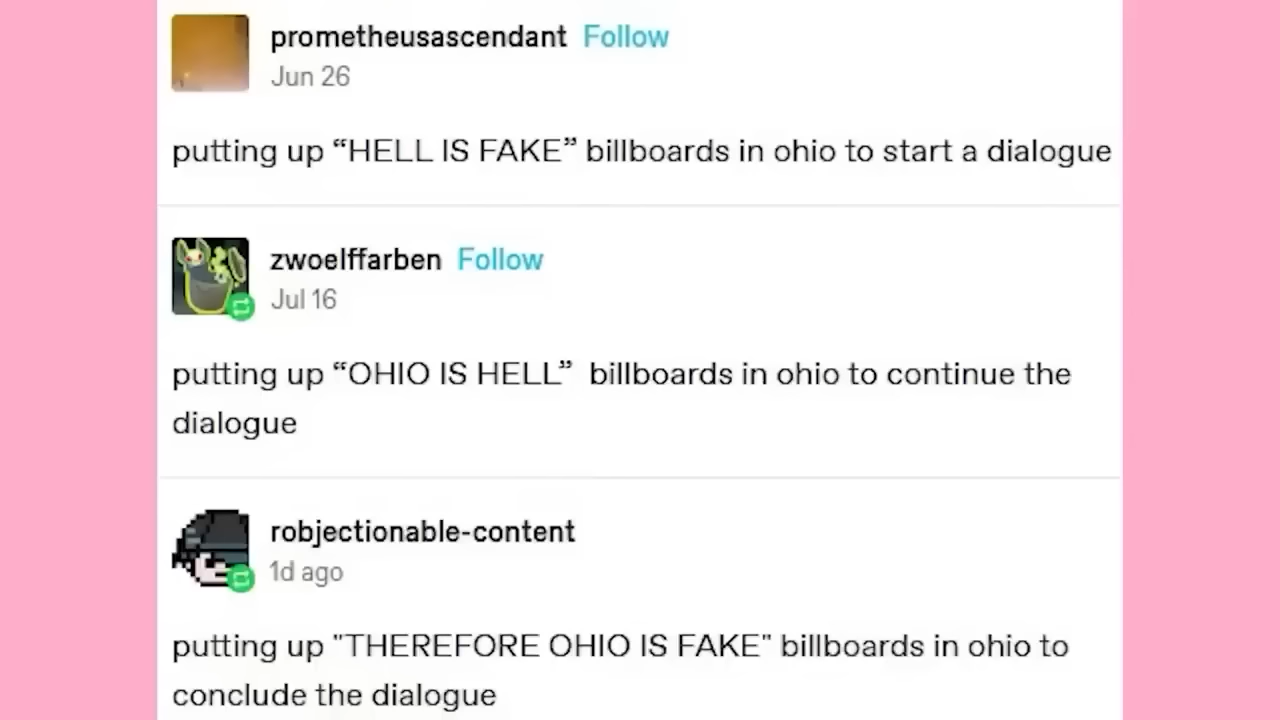 prometheusascendant Follow
Jun 26
putting up “HELL IS FAKE” billboards in ohio to start a dialogue
zwoelffarben Follow
Jul 16
putting up “OHIO IS HELL” billboards in ohio to continue the
dialogue
robjectionable-content
1d ago
putting up "THEREFORE OHIO IS FAKE" billboards in ohio to
conclude the dialogue